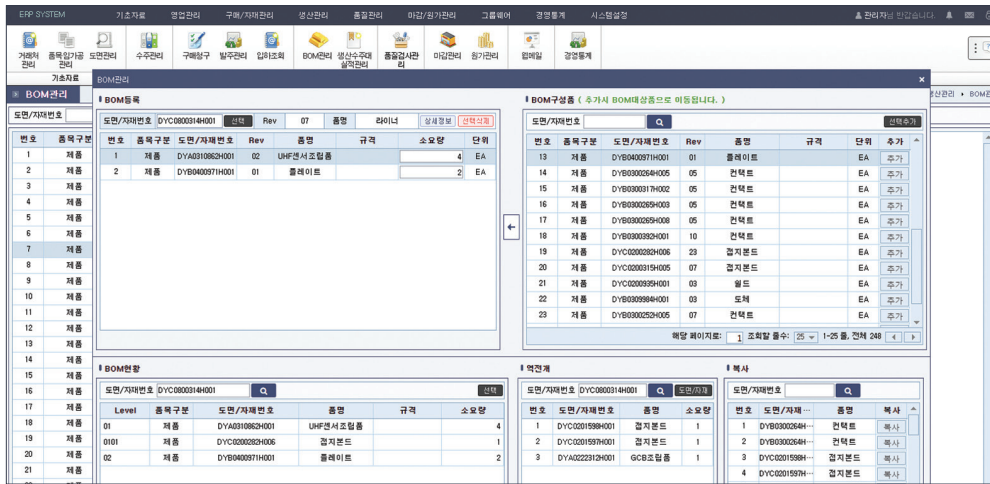 ERP SYSTEM 기초자료 영업관리 구매/자재관리 생산관리 품질관리 마감/원가관리 그룹웨어 경영통계 시스템설정 관리자님 반갑습니다.
거래처관리 품목입가공관리 도면관리 수주관리 구매청구 발주관리 입하조회 BOM관리 생산수주대실적관리 품질검사관리 마감관리 원가관리 웹메일 경영통계
기초자료
BOM관리 ×
BOM관리
생산관리 ▸ BOM관
도면/자재번호
번호 품목구분
1 제품
2 제품
3 제품
4 제품
5 제품
6 제품
7 제품
8 제품
9 제품
10 제품
11 제품
12 제품
13 제품
14 제품
15 제품
16 제품
17 제품
18 제품
19 제품
20 제품
21 제품
BOM등록
도면/자재번호 DYC0800314H001 선택 Rev 07 품명 라이너 상세정보 선택삭제
번호 품목구분 도면/자재번호 Rev 품명 규격 소요량 단위
1 제품 DYA0310862H001 02 UHF센서조립품 4 EA
2 제품 DYB0400971H001 01 플레이트 2 EA
BOM구성품 ( 추가시 BOM대상품으로 이동됩니다. )
도면/자재번호 선택추가
번호 품목구분 도면/자재번호 Rev 품명 규격 단위 추가
13 제품 DYB0400971H001 01 플레이트 EA 추가
14 제품 DYB0300264H005 05 컨택트 EA 추가
15 제품 DYB0300317H002 05 컨택트 EA 추가
16 제품 DYB0300265H003 05 컨택트 EA 추가
17 제품 DYB0300265H008 05 컨택트 EA 추가
18 제품 DYB0300392H001 10 컨택트 EA 추가
19 제품 DYC0200282H006 23 접지본드 EA 추가
20 제품 DYC0200315H005 07 접지본드 EA 추가
21 제품 DYC0200935H001 03 쉴드 EA 추가
22 제품 DYB0309984H001 03 도체 EA 추가
23 제품 DYB0300252H005 07 컨택트 EA 추가
해당 페이지로: 1 조회할 줄수: 25 1-25 줄, 전체 248
BOM현황
도면/자재번호 DYC0800314H001 선택
Level 품목구분 도면/자재번호 품명 규격 소요량
01 제품 DYA0310862H001 UHF센서조립품 4
0101 제품 DYC0200282H006 접지본드 1
02 제품 DYB0400971H001 플레이트 2
역전개
도면/자재번호 DYC0800314H001 도면/자재
번호 도면/자재번호 품명 소요량
1 DYC0201598H001 접지본드 1
2 DYC0201597H001 접지본드 1
3 DYA0222312H001 GCB조립품 1
복사
도면/자재번호
번호 도면/자재··· 품명 복사
1 DYB0300264H··· 컨택트 복사
2 DYB0300264H··· 컨택트 복사
3 DYC0201598H··· 접지본드 복사
4 DYC0201597H··· 접지본드 복사